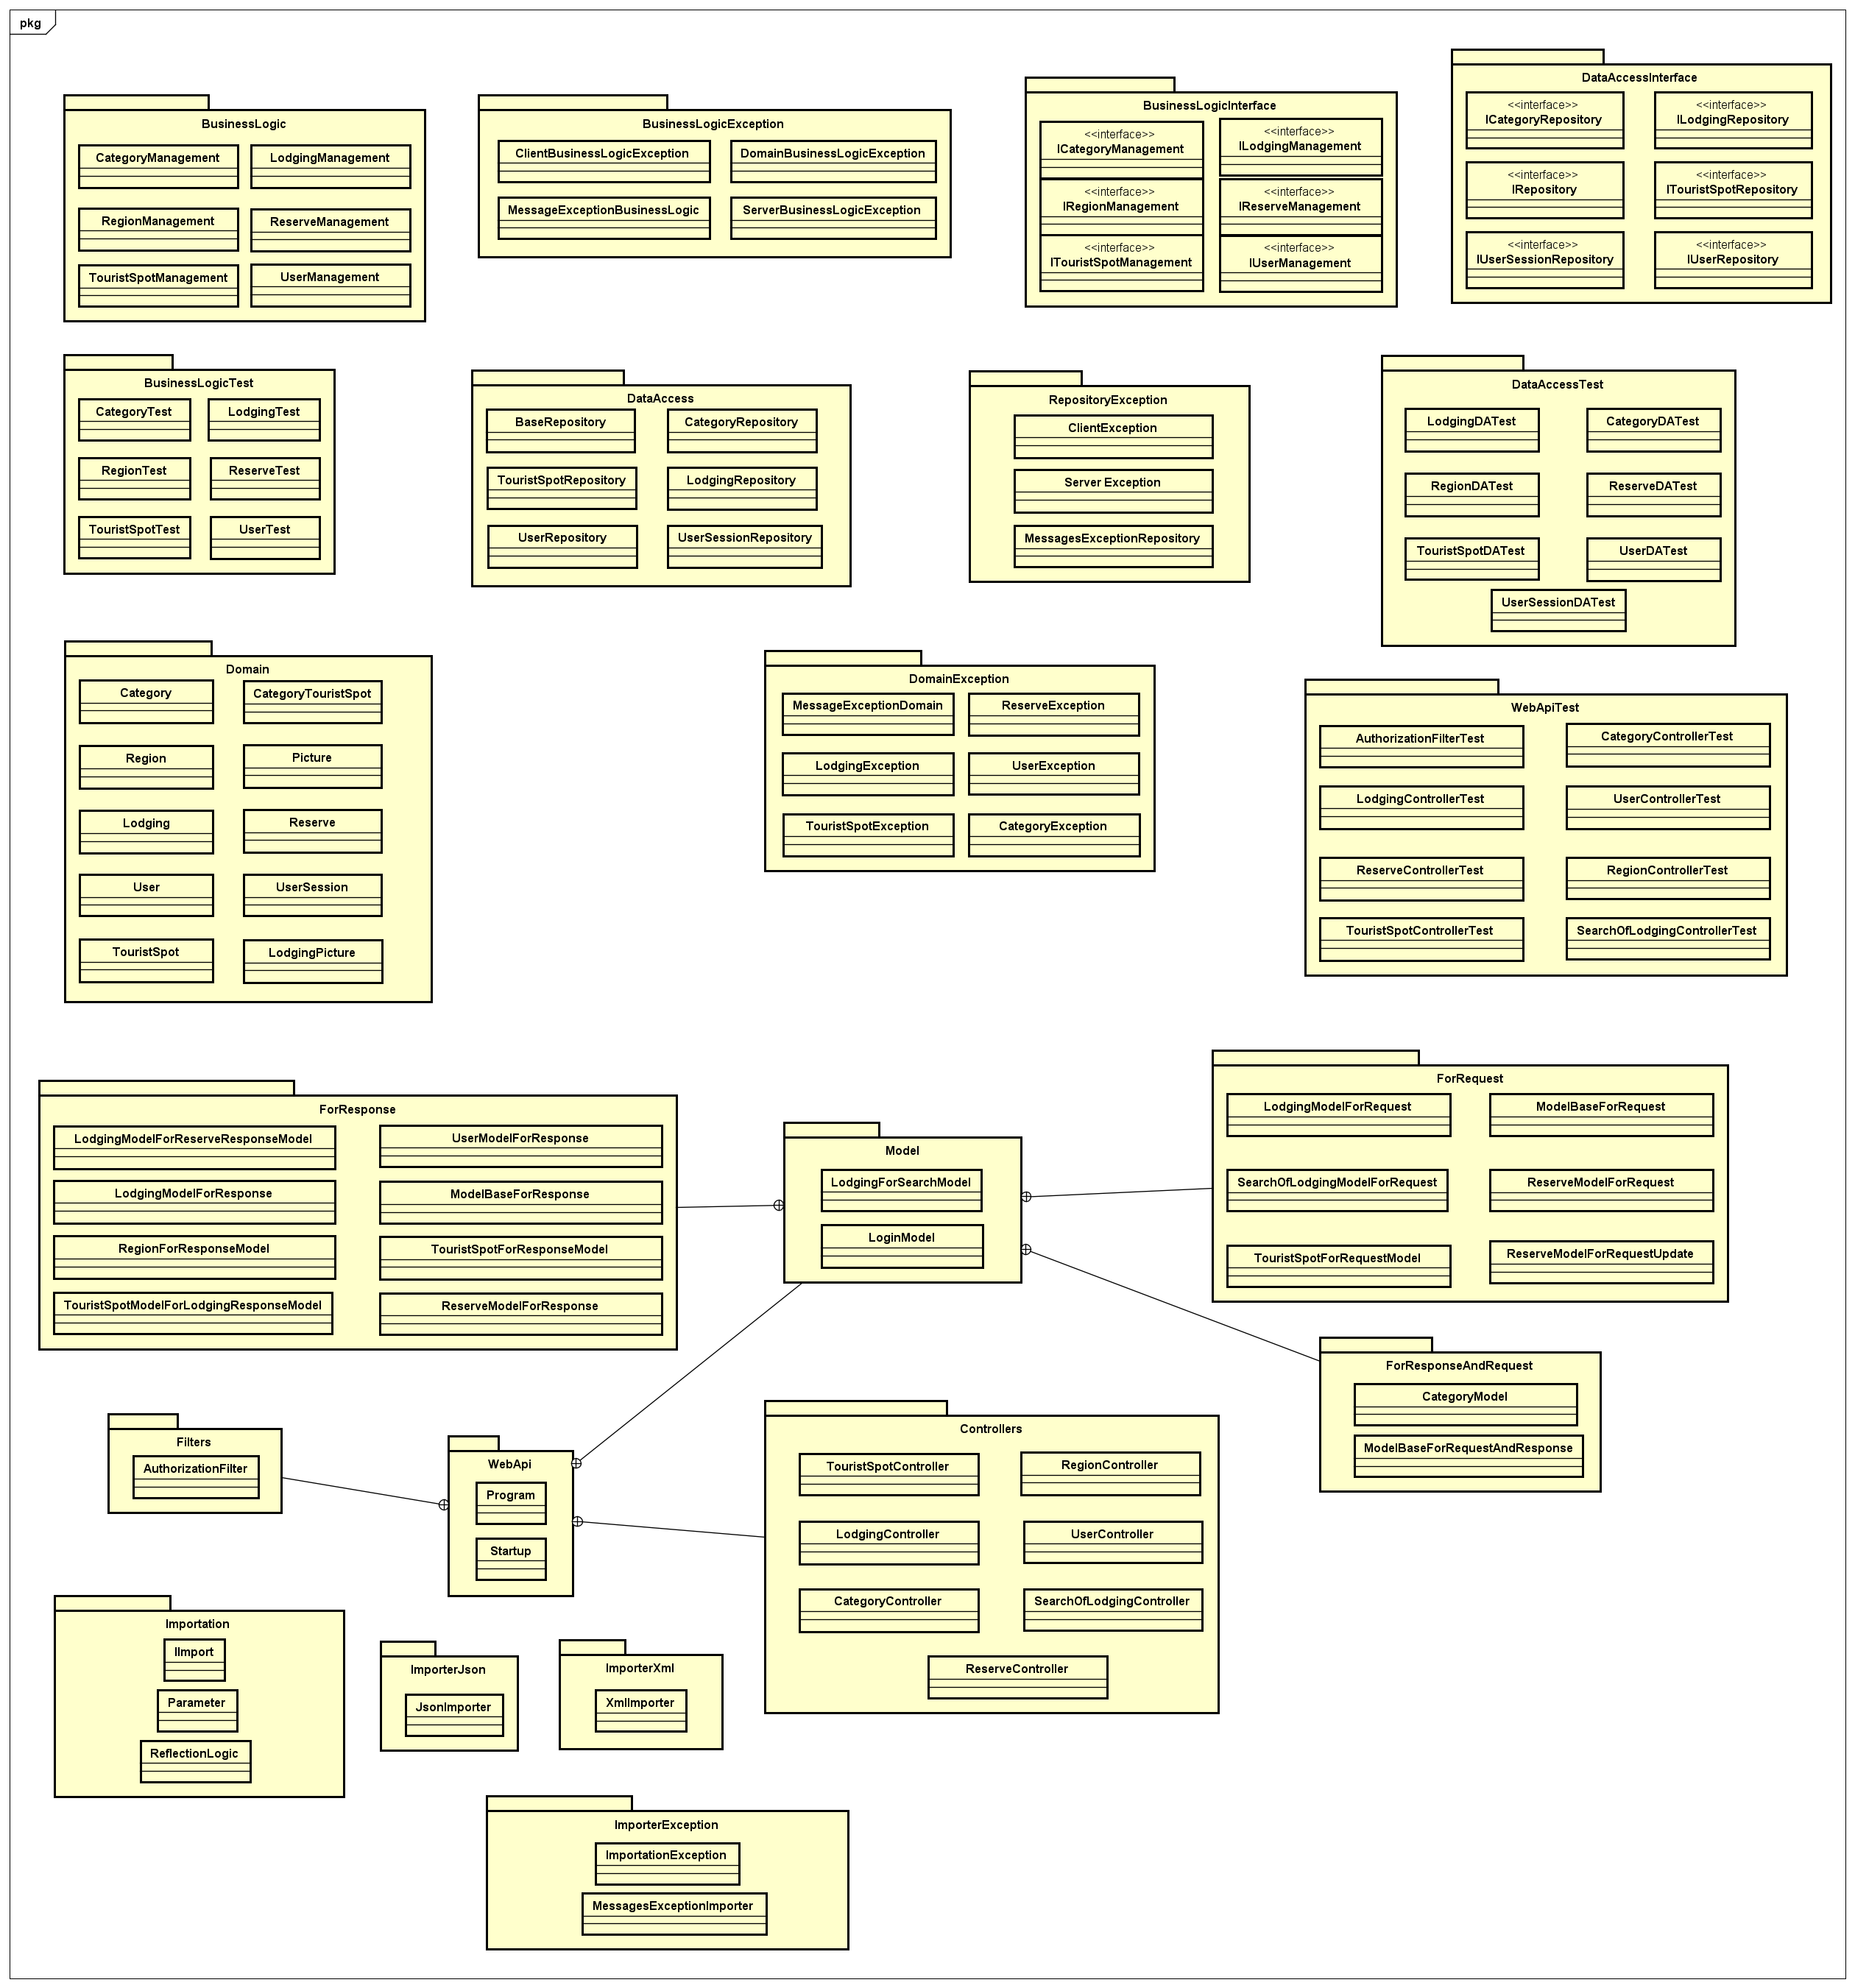 pkg
BusinessLogic
CategoryManagement
LodgingManagement
RegionManagement
ReserveManagement
TouristSpotManagement
UserManagement
BusinessLogicException
ClientBusinessLogicException
DomainBusinessLogicException
MessageExceptionBusinessLogic
ServerBusinessLogicException
BusinessLogicInterface
<<interface>>
ICategoryManagement
<<interface>>
ILodgingManagement
<<interface>>
IRegionManagement
<<interface>>
IReserveManagement
<<interface>>
ITouristSpotManagement
<<interface>>
IUserManagement
DataAccessInterface
<<interface>>
ICategoryRepository
<<interface>>
ILodgingRepository
<<interface>>
IRepository
<<interface>>
ITouristSpotRepository
<<interface>>
IUserSessionRepository
<<interface>>
IUserRepository
BusinessLogicTest
CategoryTest
LodgingTest
RegionTest
ReserveTest
TouristSpotTest
UserTest
DataAccess
BaseRepository
CategoryRepository
TouristSpotRepository
LodgingRepository
UserRepository
UserSessionRepository
RepositoryException
ClientException
Server Exception
MessagesExceptionRepository
DataAccessTest
LodgingDATest
CategoryDATest
RegionDATest
ReserveDATest
TouristSpotDATest
UserDATest
UserSessionDATest
Domain
Category
CategoryTouristSpot
Region
Picture
Lodging
Reserve
User
UserSession
TouristSpot
LodgingPicture
DomainException
MessageExceptionDomain
ReserveException
LodgingException
UserException
TouristSpotException
CategoryException
WebApiTest
AuthorizationFilterTest
CategoryControllerTest
LodgingControllerTest
UserControllerTest
ReserveControllerTest
RegionControllerTest
TouristSpotControllerTest
SearchOfLodgingControllerTest
ForResponse
LodgingModelForReserveResponseModel
UserModelForResponse
LodgingModelForResponse
ModelBaseForResponse
RegionForResponseModel
TouristSpotForResponseModel
TouristSpotModelForLodgingResponseModel
ReserveModelForResponse
Model
LodgingForSearchModel
LoginModel
ForRequest
LodgingModelForRequest
ModelBaseForRequest
SearchOfLodgingModelForRequest
ReserveModelForRequest
TouristSpotForRequestModel
ReserveModelForRequestUpdate
ForResponseAndRequest
CategoryModel
ModelBaseForRequestAndResponse
Filters
AuthorizationFilter
WebApi
Program
Startup
Controllers
TouristSpotController
RegionController
LodgingController
UserController
CategoryController
SearchOfLodgingController
ReserveController
Importation
IImport
Parameter
ReflectionLogic
ImporterJson
JsonImporter
ImporterXml
XmlImporter
ImporterException
ImportationException
MessagesExceptionImporter